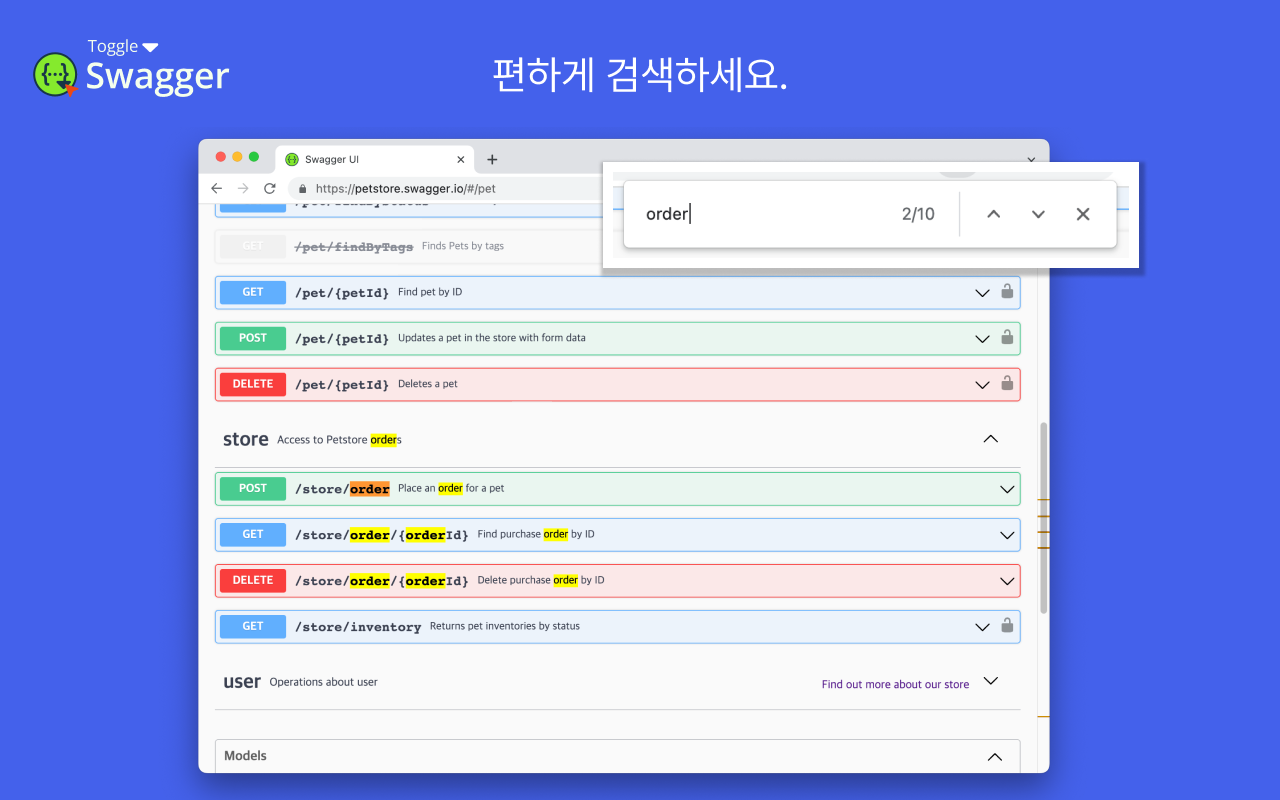 Toggle
Swagger
편하게 검색하세요.
Swagger UI
https://petstore.swagger.io/#/pet
order
2/10
GET /pet/findByTags Finds Pets by tags
GET /pet/{petId} Find pet by ID
POST /pet/{petId} Updates a pet in the store with form data
DELETE /pet/{petId} Deletes a pet
store Access to Petstore orders
POST /store/order Place an order for a pet
GET /store/order/{orderId} Find purchase order by ID
DELETE /store/order/{orderId} Delete purchase order by ID
GET /store/inventory Returns pet inventories by status
user Operations about user
Find out more about our store
Models